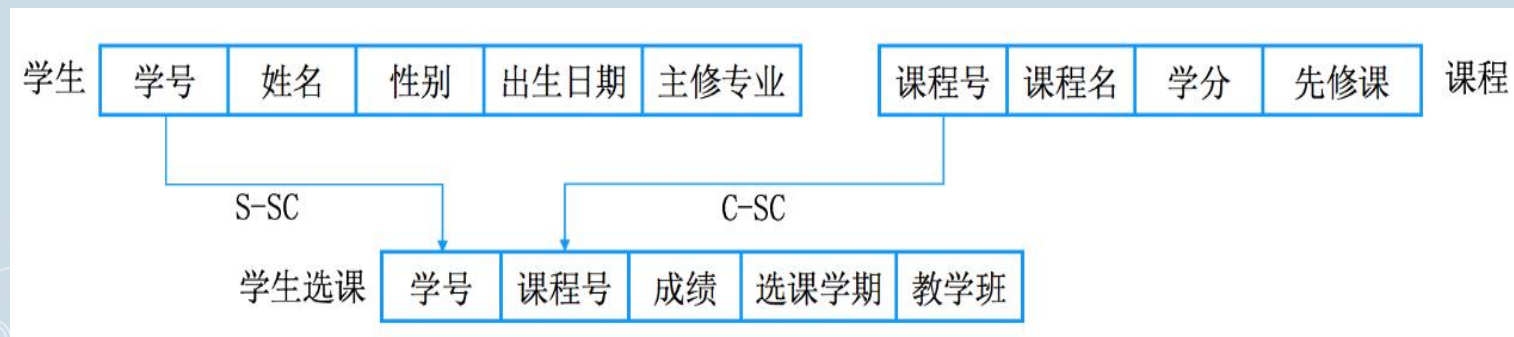 学生 学号 姓名 性别 出生日期 主修专业 课程号 课程名 学分 先修课 课程
S-SC C-SC
学生选课 学号 课程号 成绩 选课学期 教学班